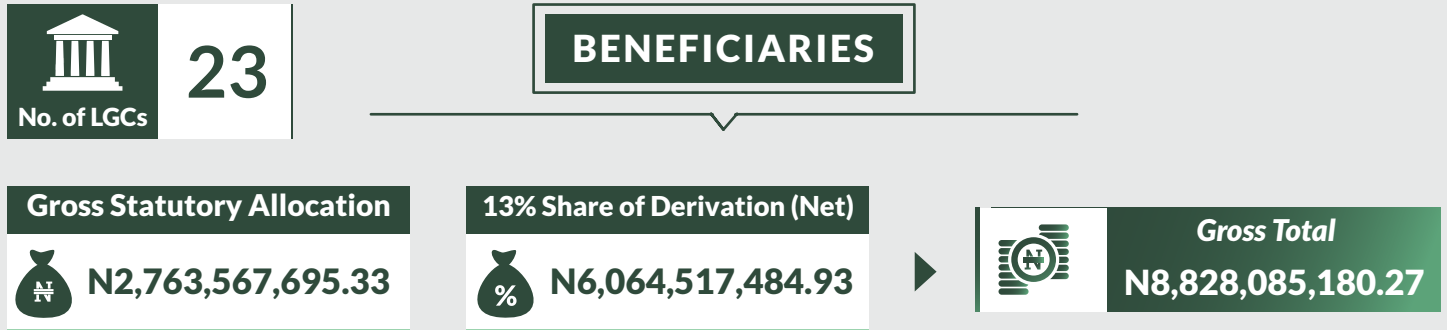 No. of LGCs
23
BENEFICIARIES
Gross Statutory Allocation
N
N2,763,567,695.33
13% Share of Derivation (Net)
%
N6,064,517,484.93
N
Gross Total
N8,828,085,180.27